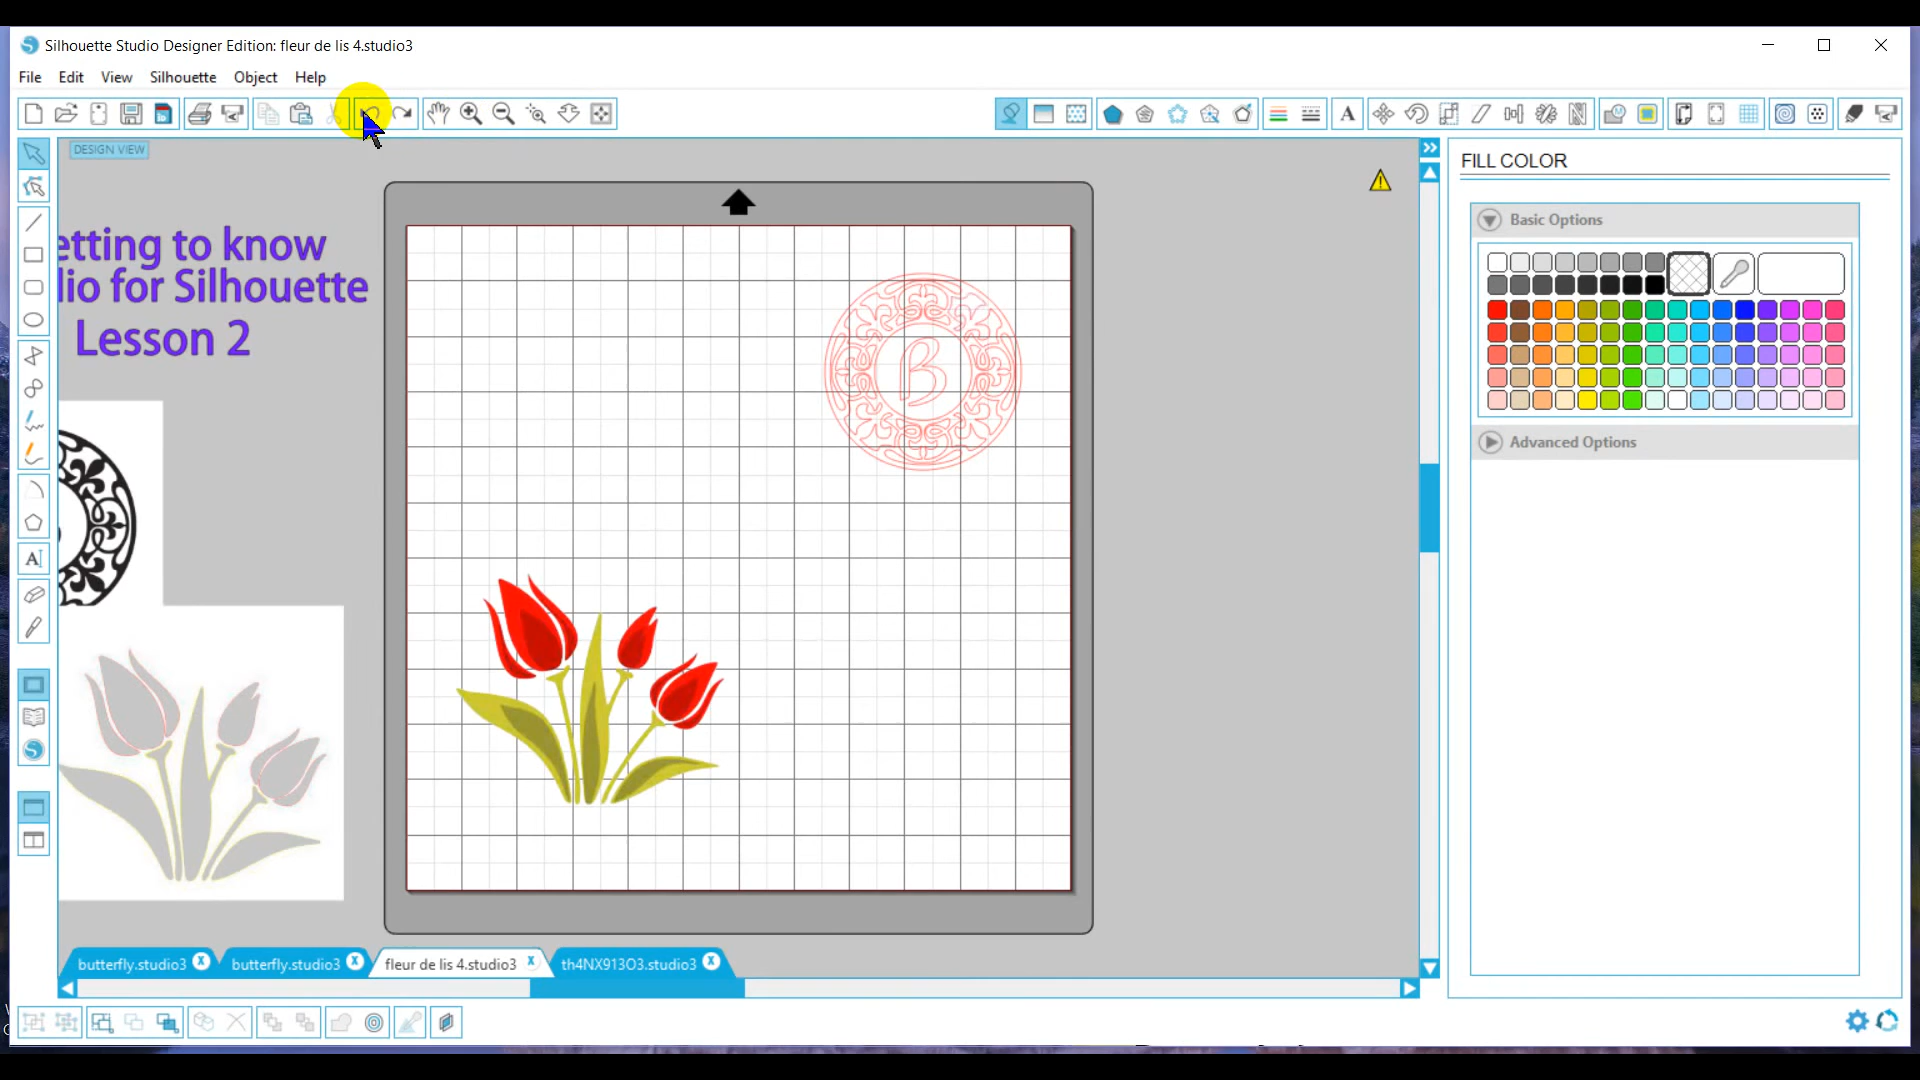 Silhouette Studio Designer Edition: fleur de lis 4.studio3
File Edit View Silhouette Object Help
DESIGN VIEW
FILL COLOR
Basic Options
Advanced Options
etting to know
dio for Silhouette
Lesson 2
B
butterfly.studio3 butterfly.studio3 fleur de lis 4.studio3 th4NX913O3.studio3